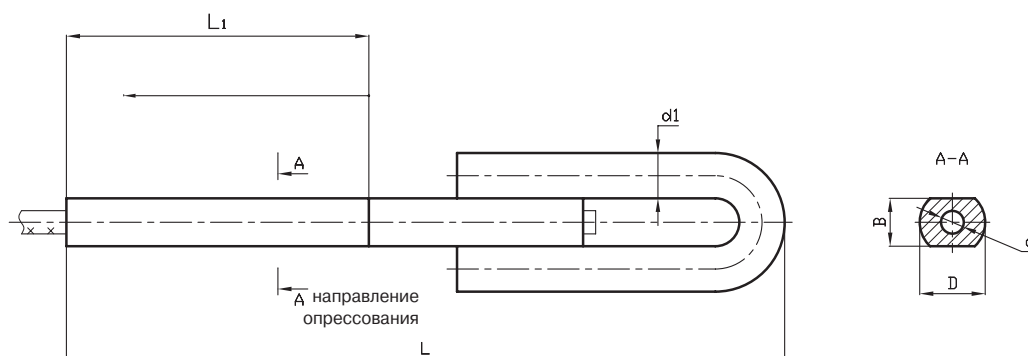 L1
d1
A
A-A
B
A направление
опрессования
D
L